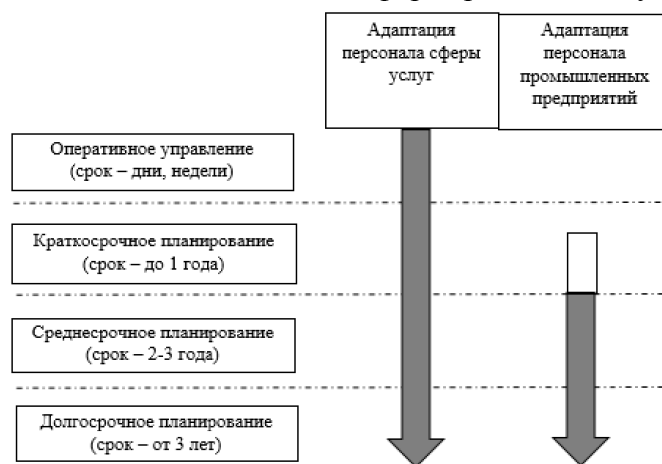 Адаптация
персонала сферы
услуг
Адаптация
персонала
промышленных
предприятий
Оперативное управление
(срок – дни, недели)
Краткосрочное планирование
(срок – до 1 года)
Среднесрочное планирование
(срок – 2-3 года)
Долгосрочное планирование
(срок – от 3 лет)